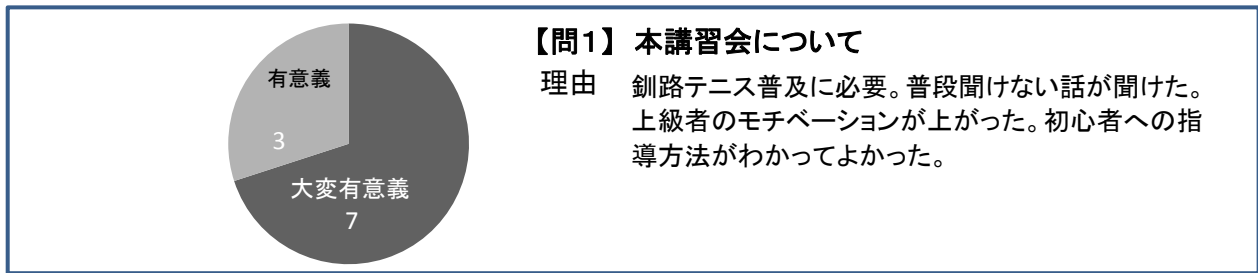 有意義
3
大変有意義
7
【問1】 本講習会について
理由 釧路テニス普及に必要。普段聞けない話が聞けた。
上級者のモチベーションが上がった。初心者への指
導方法がわかってよかった。